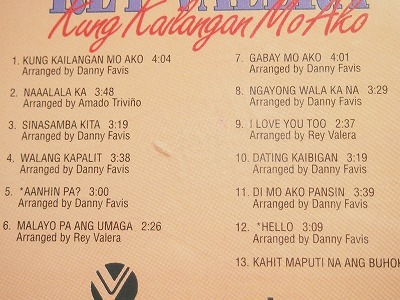 REY VALERA
Kung Kailangan Mo Ako
1. KUNG KAILANGAN MO AKO 4:04
Arranged by Danny Favis
2. NAAALALA KA 3:48
Arranged by Amado Triviño
3. SINASAMBA KITA 3:19
Arranged by Danny Favis
4. WALANG KAPALIT 3:38
Arranged by Danny Favis
5. *AANHIN PA? 3:00
Arranged by Danny Favis
6. MALAYO PA ANG UMAGA 2:26
Arranged by Rey Valera
7. GABAY MO AKO 4:01
Arranged by Danny Favis
8. NGAYONG WALA KA NA 3:29
Arranged by Danny Favis
9. I LOVE YOU TOO 2:37
Arranged by Rey Valera
10. DATING KAIBIGAN 3:19
Arranged by Danny Favis
11. DI MO AKO PANSIN 3:39
Arranged by Danny Favis
12. *HELLO 3:09
Arranged by Danny Favis
13. KAHIT MAPUTI NA ANG BUHOK